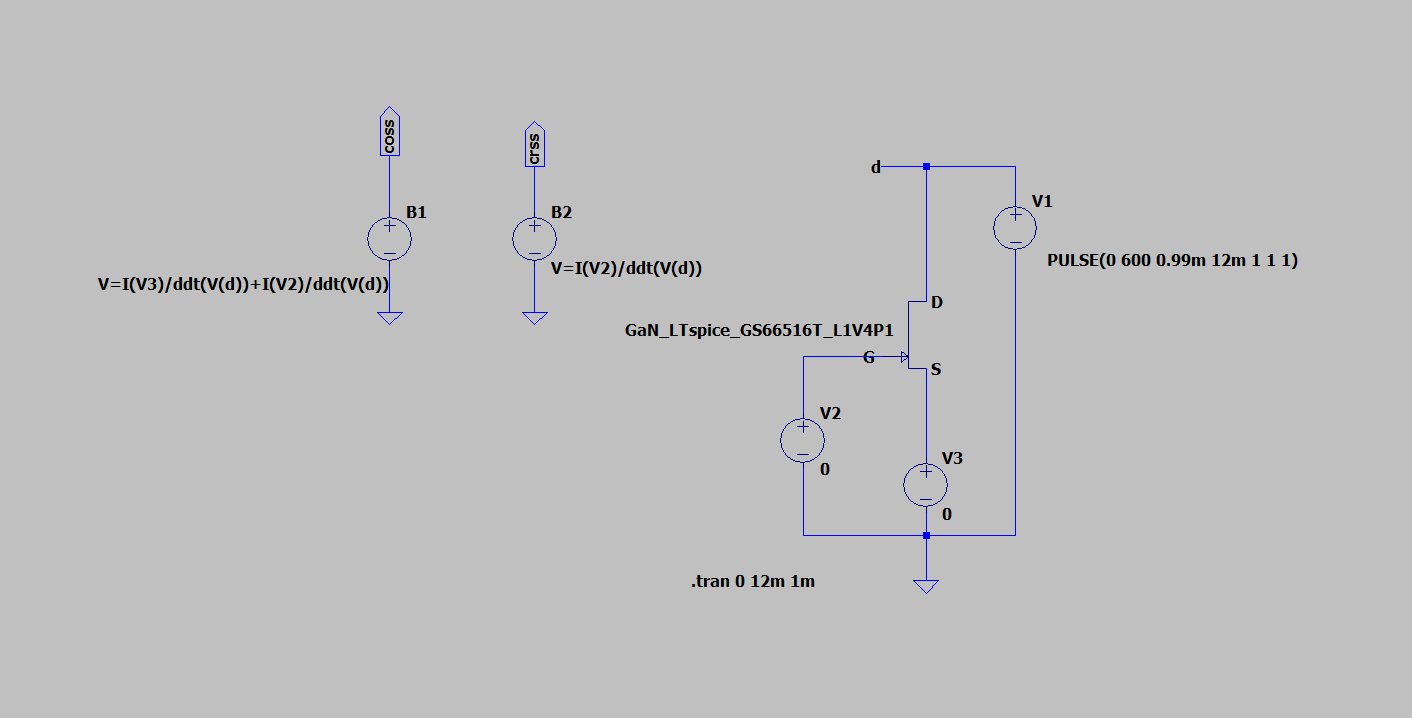 coss
crss
B1
V=I(V3)/ddt(V(d))+I(V2)/ddt(V(d))
B2
V=I(V2)/ddt(V(d))
d
V1
PULSE(0 600 0.99m 12m 1 1 1)
D
GaN_LTspice_GS66516T_L1V4P1
G
S
V2
0
V3
0
.tran 0 12m 1m